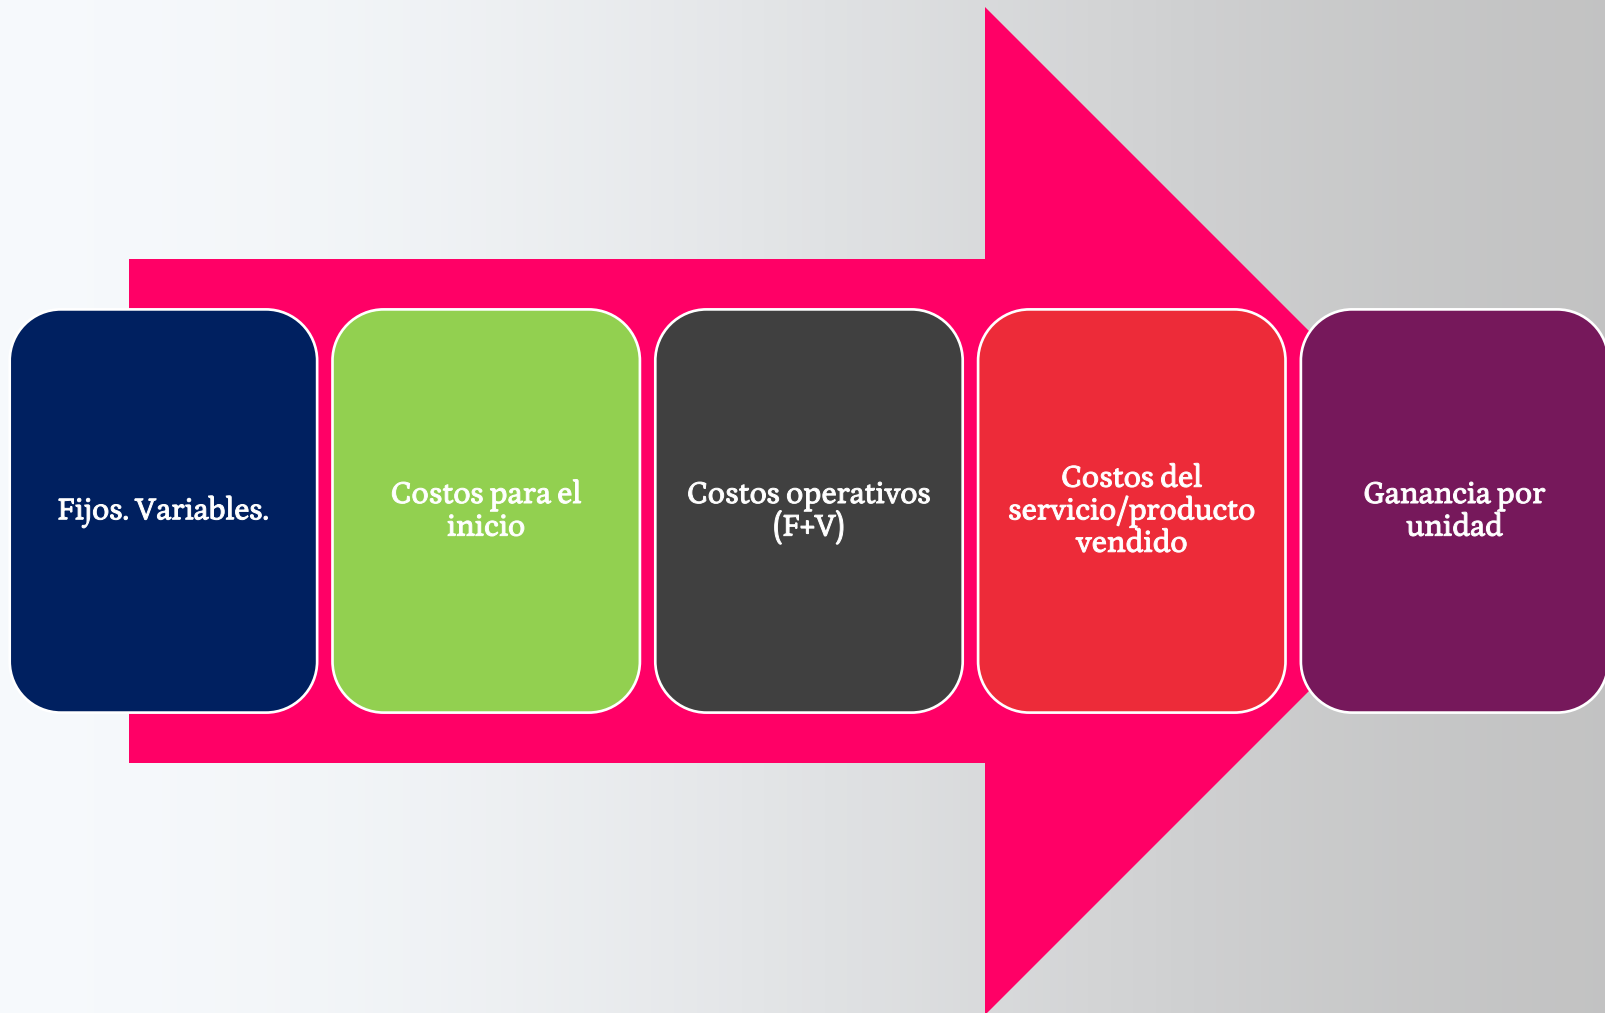 Fijos. Variables.
Costos para el
inicio
Costos operativos
(F+V)
Costos del
servicio/producto
vendido
Ganancia por
unidad